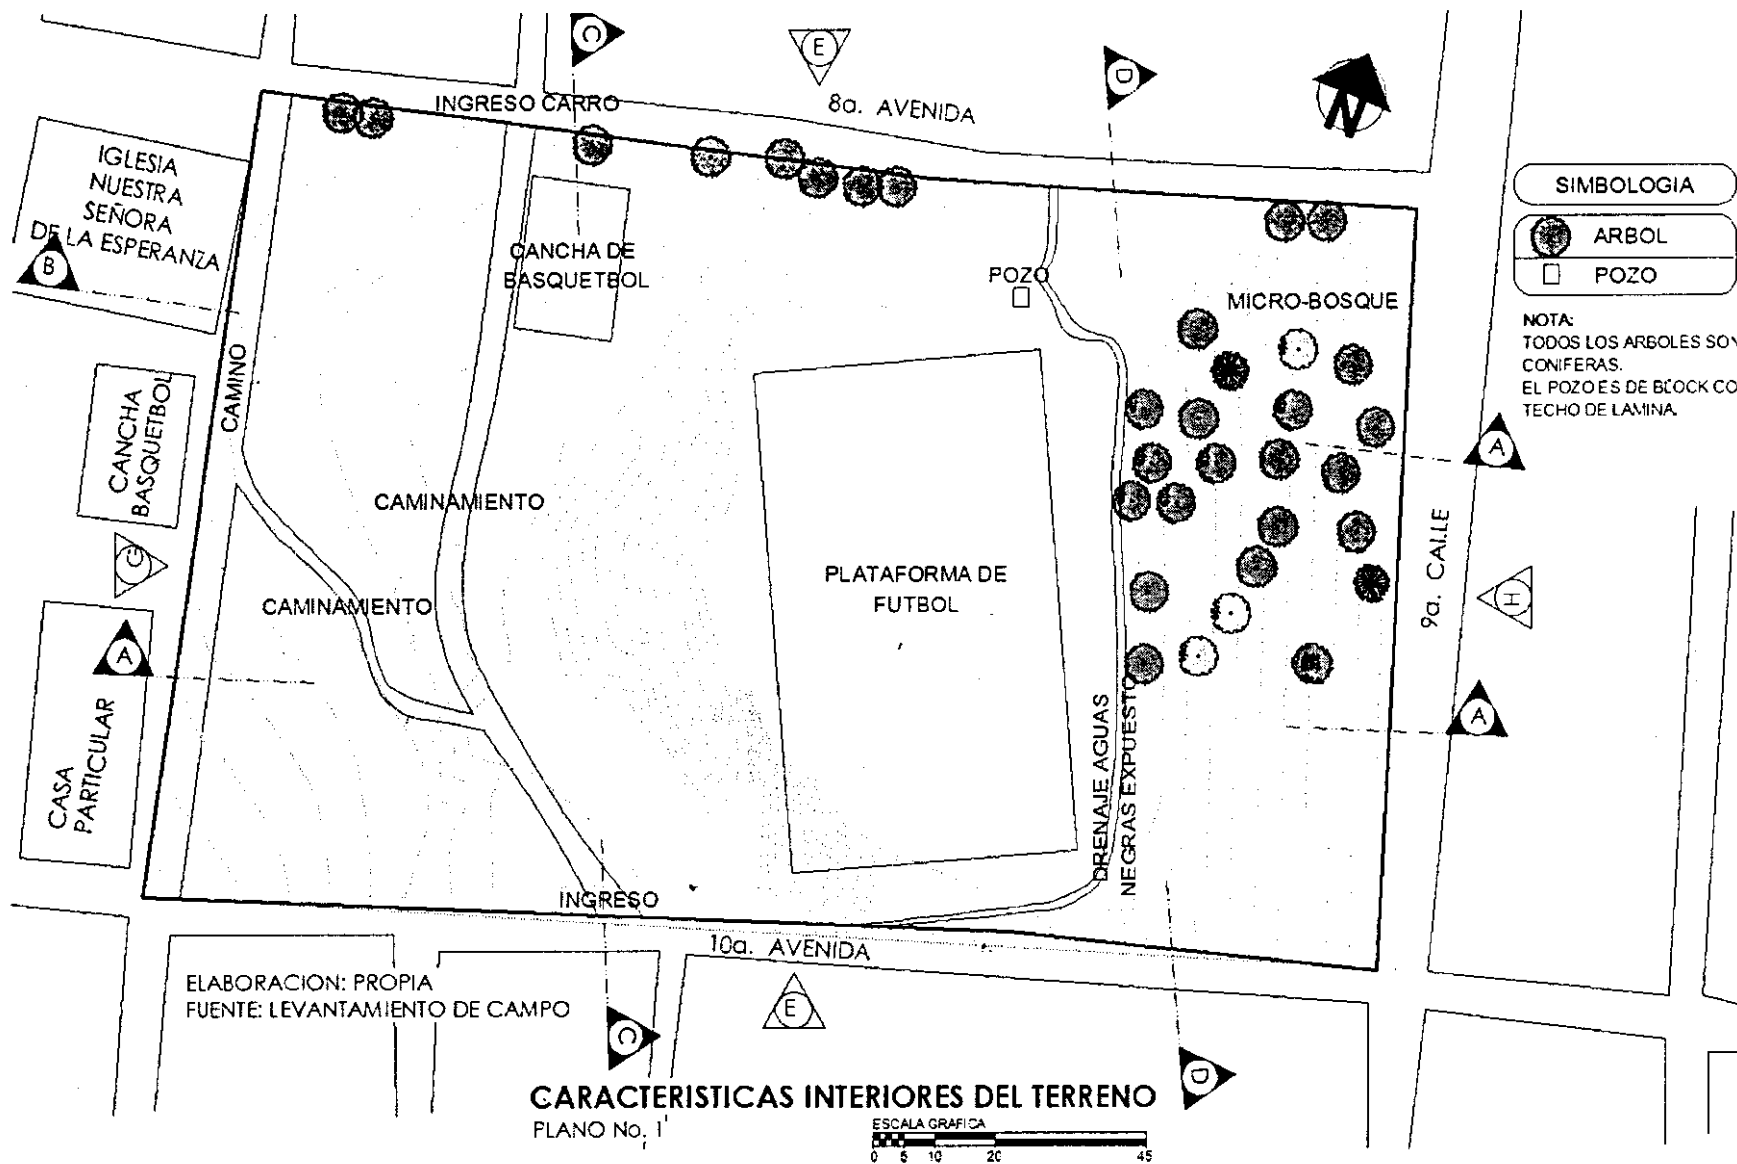 C
E
D
N
INGRESO CARRO
8a. AVENIDA
IGLESIA
NUESTRA
SEÑORA
DE LA ESPERANZA
B
SIMBOLOGIA
ARBOL
POZO
NOTA:
TODOS LOS ARBOLES SON
CONIFERAS.
EL POZO ES DE BLOCK CO
TECHO DE LAMINA.
CANCHA DE
BASQUETBOL
POZO
MICRO-BOSQUE
CAMINO
CANCHA
BASQUETBOL
A
CAMINAMIENTO
G
CAMINAMIENTO
PLATAFORMA DE
FUTBOL
9a. CALLE
H
A
A
CASA
PARTICULAR
DRENAJE AGUAS
NEGRAS EXPUESTO
INGRESO
10a. AVENIDA
ELABORACION: PROPIA
FUENTE: LEVANTAMIENTO DE CAMPO
E
C
D
CARACTERISTICAS INTERIORES DEL TERRENO
PLANO No. 1
ESCALA GRAFICA
0 5 10 20 45